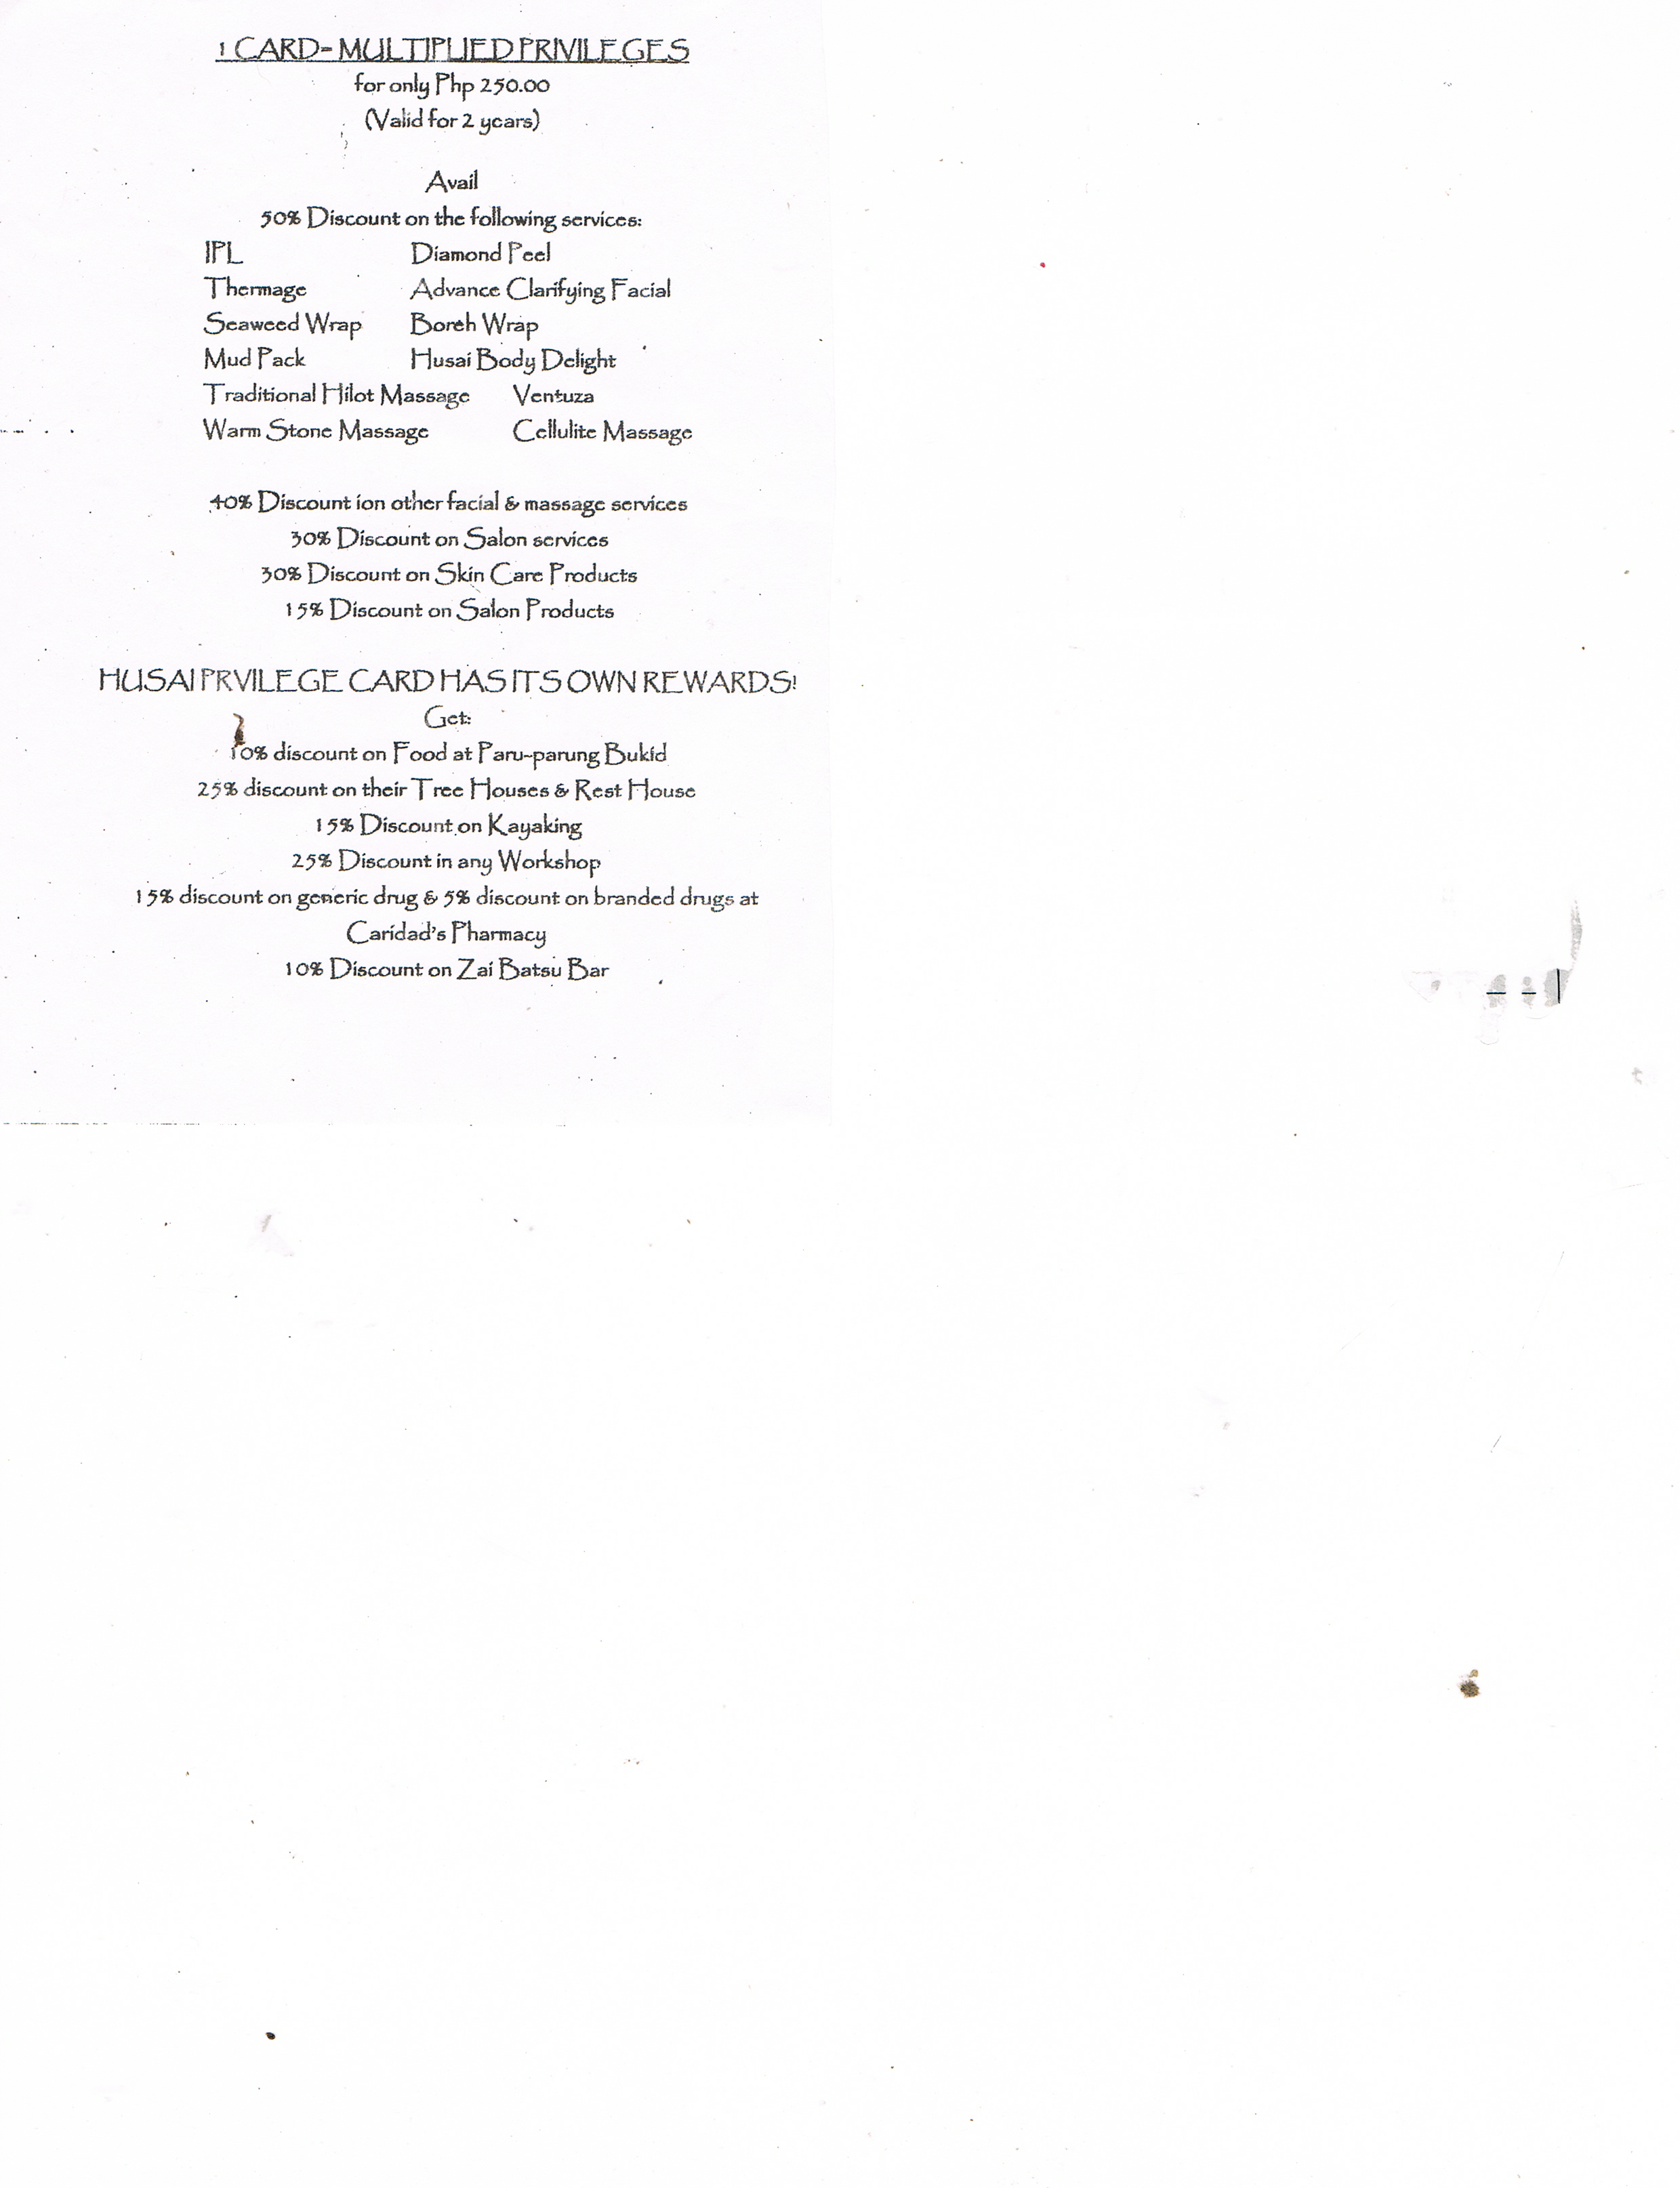 1 CARD- MULTIPLIED PRIVILEGES
for only Php 250.00
(Valid for 2 years)
Avail
50% Discount on the following services:
IPL Diamond Peel
Thermage Advance Clarifying Facial
Seaweed Wrap Boreh Wrap
Mud Pack Husai Body Delight
Traditional Hilot Massage Ventuza
Warm Stone Massage Cellulite Massage
40% Discount ion other facial & massage services
30% Discount on Salon services
30% Discount on Skin Care Products
15% Discount on Salon Products
HUSAI PRVILEGE CARD HAS ITS OWN REWARDS!
Get:
10% discount on Food at Paru-parung Bukid
25% discount on their Tree Houses & Rest House
15% Discount on Kayaking
25% Discount in any Workshop
15% discount on generic drug & 5% discount on branded drugs at
Caridad's Pharmacy
10% Discount on Zai Batsu Bar